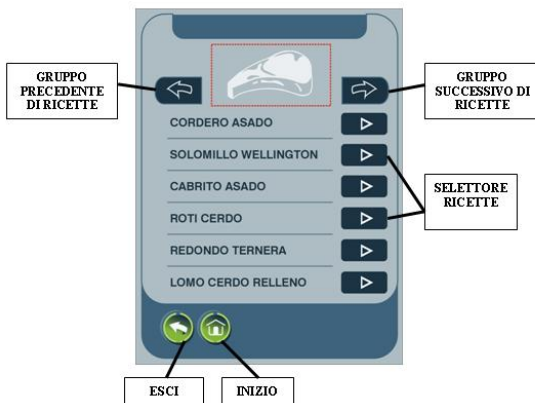 GRUPPO
PRECEDENTE
DI RICETTE
GRUPPO
SUCCESSIVO DI
RICETTE
CORDERO ASADO
SOLOMILLO WELLINGTON
CABRITO ASADO
ROTI CERDO
REDONDO TERNERA
LOMO CERDO RELLENO
SELETTORE
RICETTE
ESCI
INIZIO